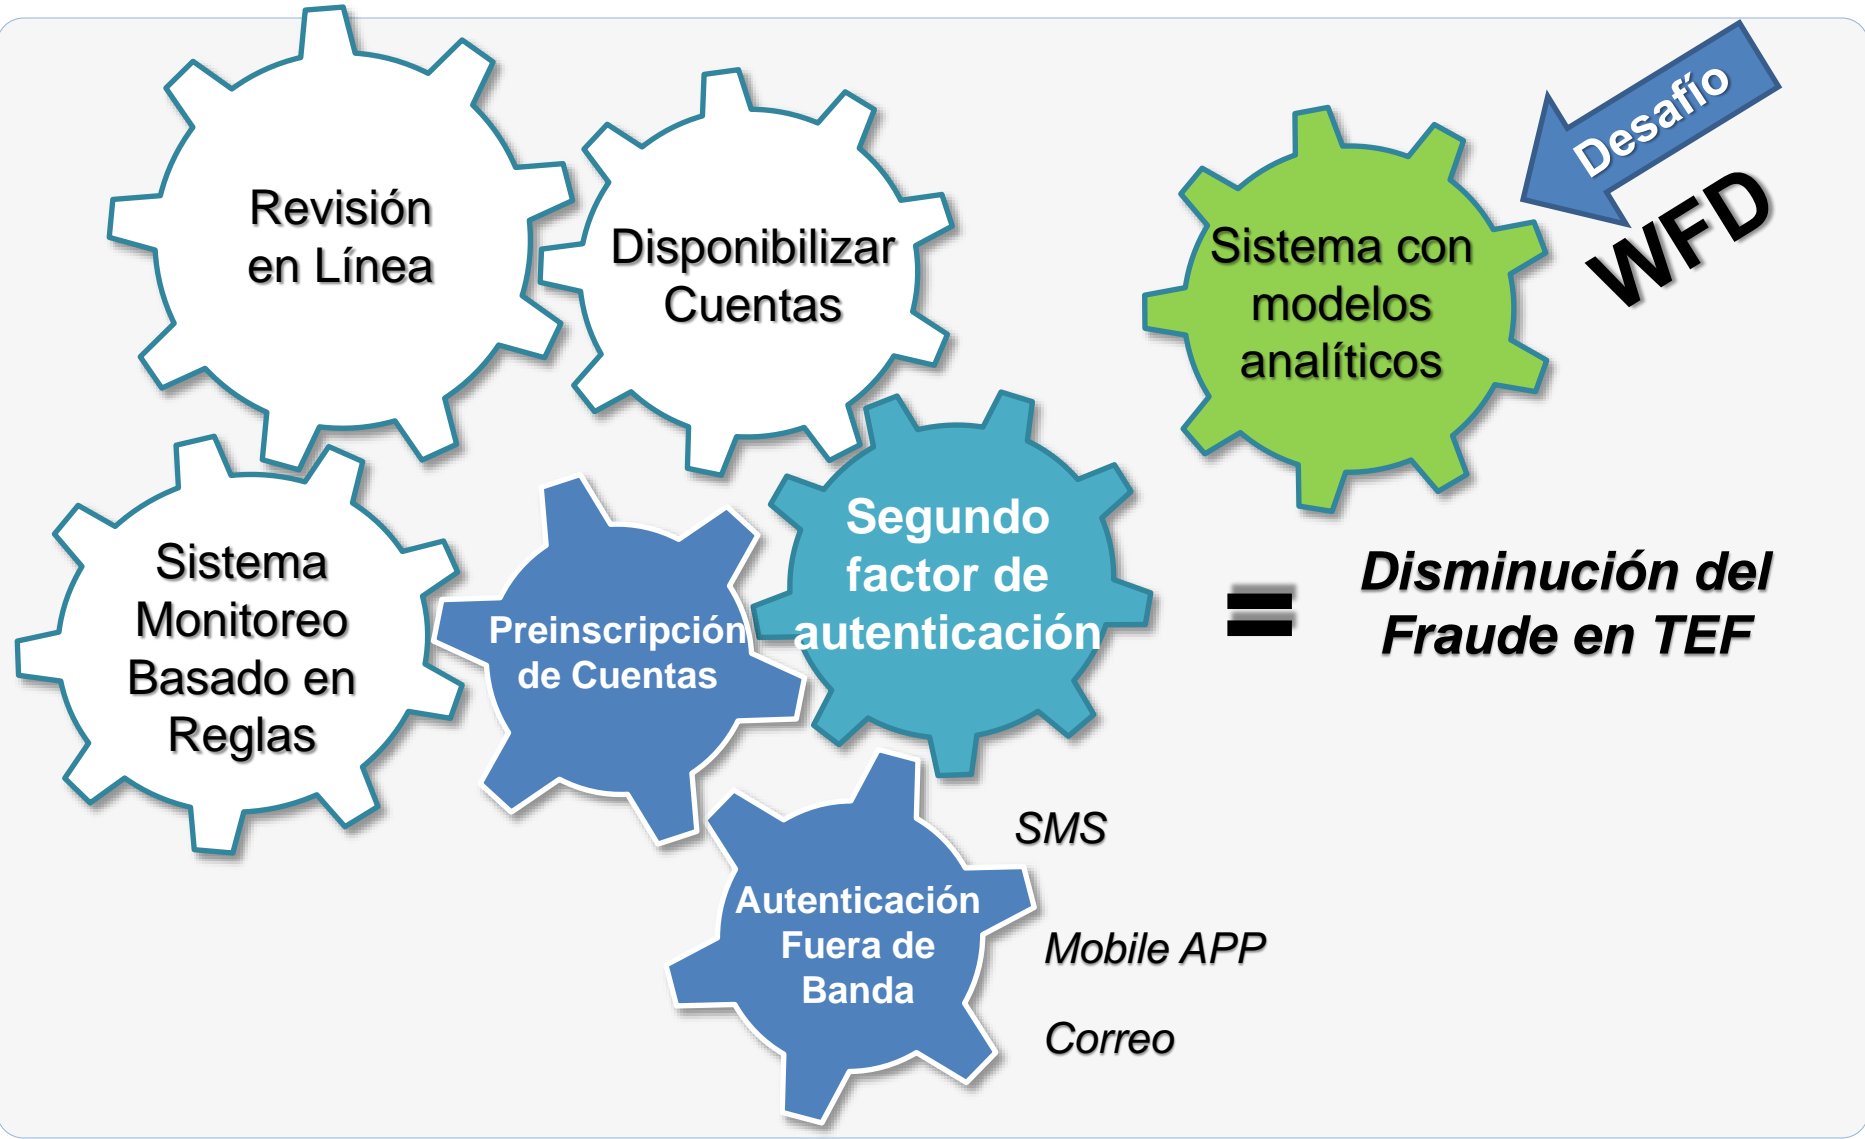 Revisión
en Línea
Disponibilizar
Cuentas
Sistema con
modelos
analíticos
Desafío
WFD
Sistema
Monitoreo
Basado en
Reglas
Preinscripción
de Cuentas
Segundo
factor de
autenticación
=
Disminución del
Fraude en TEF
Autenticación
Fuera de
Banda
SMS
Mobile APP
Correo